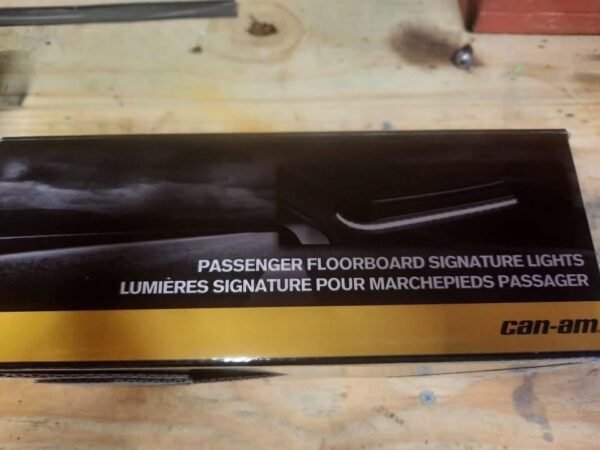 PASSENGER FLOORBOARD SIGNATURE LIGHTS
LUMIÈRES SIGNATURE POUR MARCHEPIEDS PASSAGER
can-am.